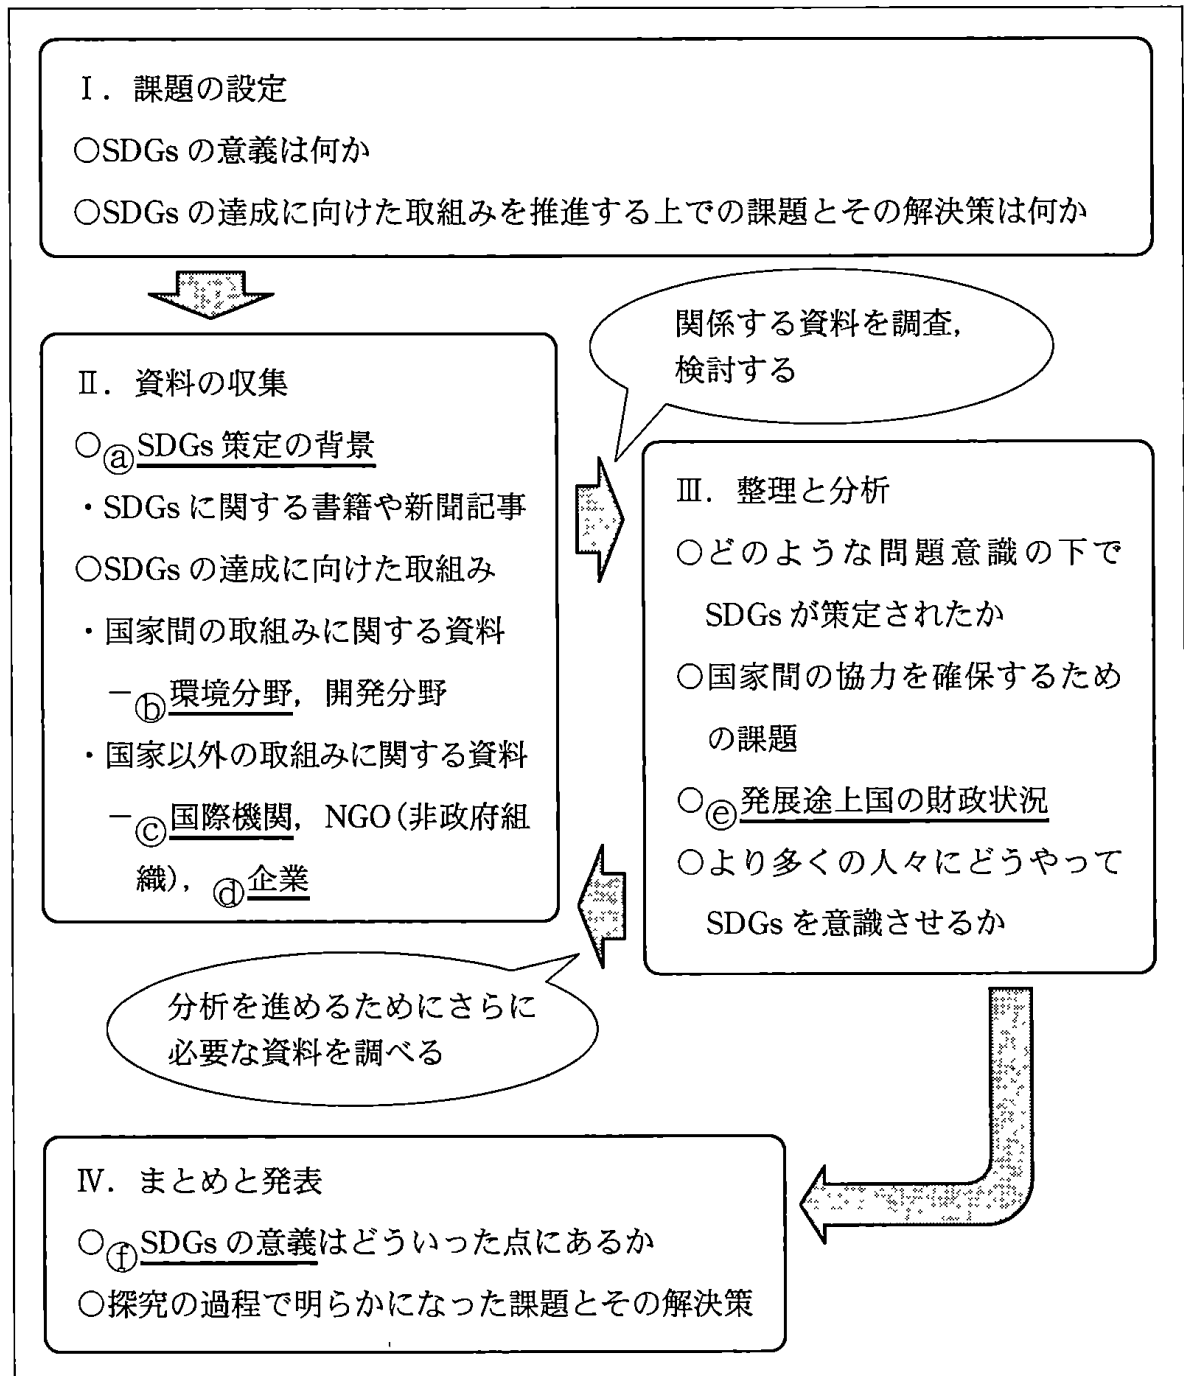 Ⅰ．課題の設定
○SDGs の意義は何か
○SDGs の達成に向けた取組みを推進する上での課題とその解決策は何か
関係する資料を調査，
検討する
Ⅱ．資料の収集
○ⓐSDGs 策定の背景
・SDGs に関する書籍や新聞記事
○SDGs の達成に向けた取組み
・国家間の取組みに関する資料
－ⓑ環境分野，開発分野
・国家以外の取組みに関する資料
－ⓒ国際機関，NGO（非政府組
織），ⓓ企業
Ⅲ．整理と分析
○どのような問題意識の下で
SDGs が策定されたか
○国家間の協力を確保するため
の課題
○ⓔ発展途上国の財政状況
○より多くの人々にどうやって
SDGs を意識させるか
分析を進めるためにさらに
必要な資料を調べる
Ⅳ．まとめと発表
○ⓕSDGs の意義はどういった点にあるか
○探究の過程で明らかになった課題とその解決策